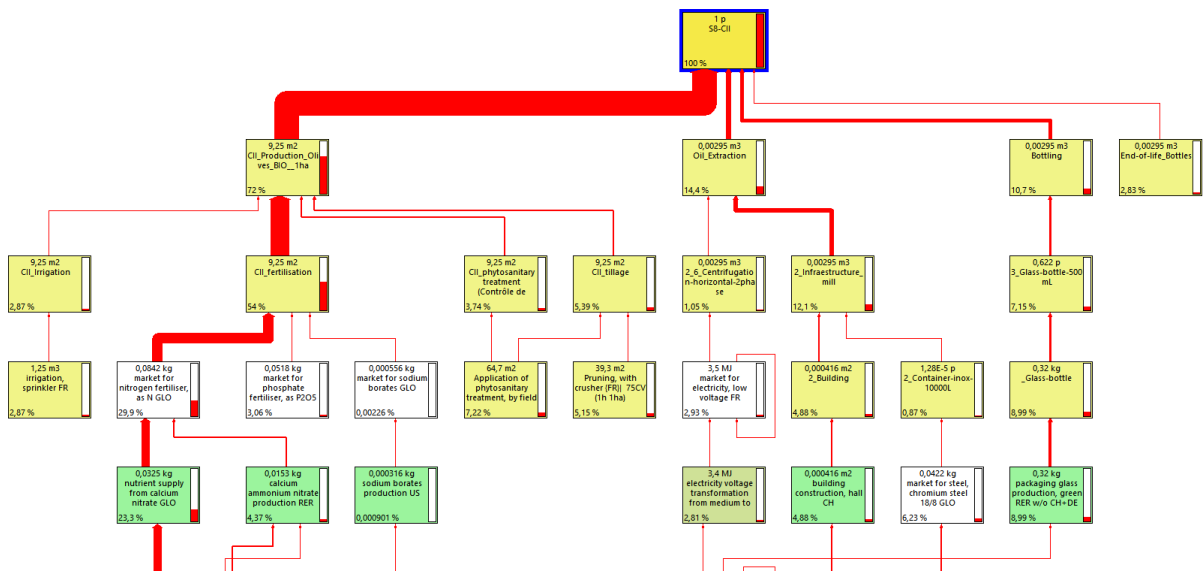 1 p
S8-CII
100 %
9,25 m2
CII_Production_Oli
ves_BIO__1ha
72 %
0,00295 m3
Oil_Extraction
14,4 %
0,00295 m3
Bottling
10,7 %
0,00295 m3
End-of-life_Bottles
2,83 %
9,25 m2
CII_Irrigation
2,87 %
9,25 m2
CII_fertilisation
54 %
9,25 m2
CII_phytosanitary
treatment
(Contrôle de
3,74 %
9,25 m2
CII_tillage
5,39 %
0,00295 m3
2_6_Centrifugatio
n-horizontal-2pha
se
1,05 %
0,00295 m3
2_Infraestructure_
mill
12,1 %
0,622 p
3_Glass-bottle-500
mL
7,15 %
1,25 m3
irrigation,
sprinkler FR
2,87 %
0,0842 kg
market for
nitrogen fertiliser,
as N GLO
29,9 %
0,0518 kg
market for
phosphate
fertiliser, as P2O5
3,06 %
0,000556 kg
market for sodium
borates GLO
0,00226 %
64,7 m2
Application of
phytosanitary
treatment, by field
7,22 %
39,3 m2
Pruning, with
crusher (FR)| 75CV
(1h 1ha)
5,15 %
3,5 MJ
market for
electricity, low
voltage FR
2,93 %
0,000416 m2
2_Building
4,88 %
1,28E-5 p
2_Container-inox-
10000L
0,87 %
0,32 kg
_Glass-bottle
8,99 %
0,0325 kg
nutrient supply
from calcium
nitrate GLO
23,3 %
0,0153 kg
calcium
ammonium nitrate
production RER
4,37 %
0,000316 kg
sodium borates
production US
0,000901 %
3,4 MJ
electricity voltage
transformation
from medium to
2,81 %
0,000416 m2
building
construction, hall
CH
4,88 %
0,0422 kg
market for steel,
chromium steel
18/8 GLO
6,23 %
0,32 kg
packaging glass
production, green
RER w/o CH+DE
8,99 %